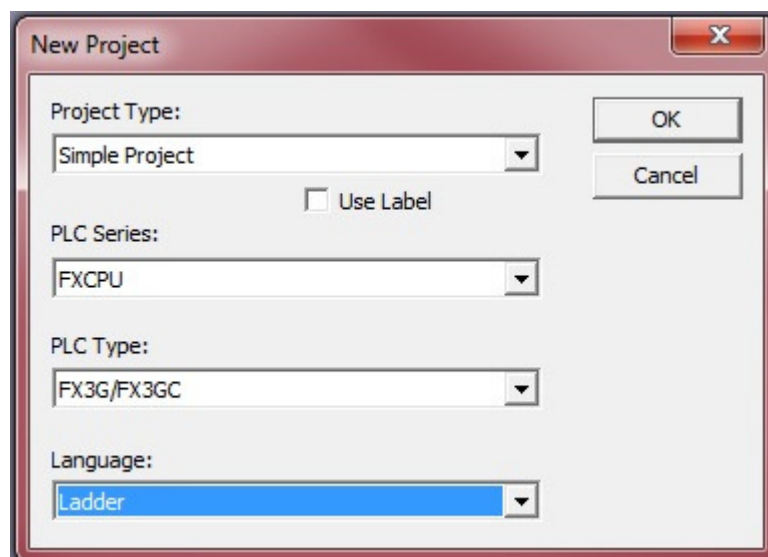 New Project
Project Type:
OK
Simple Project
Cancel
Use Label
PLC Series:
FXCPU
PLC Type:
FX3G/FX3GC
Language:
Ladder